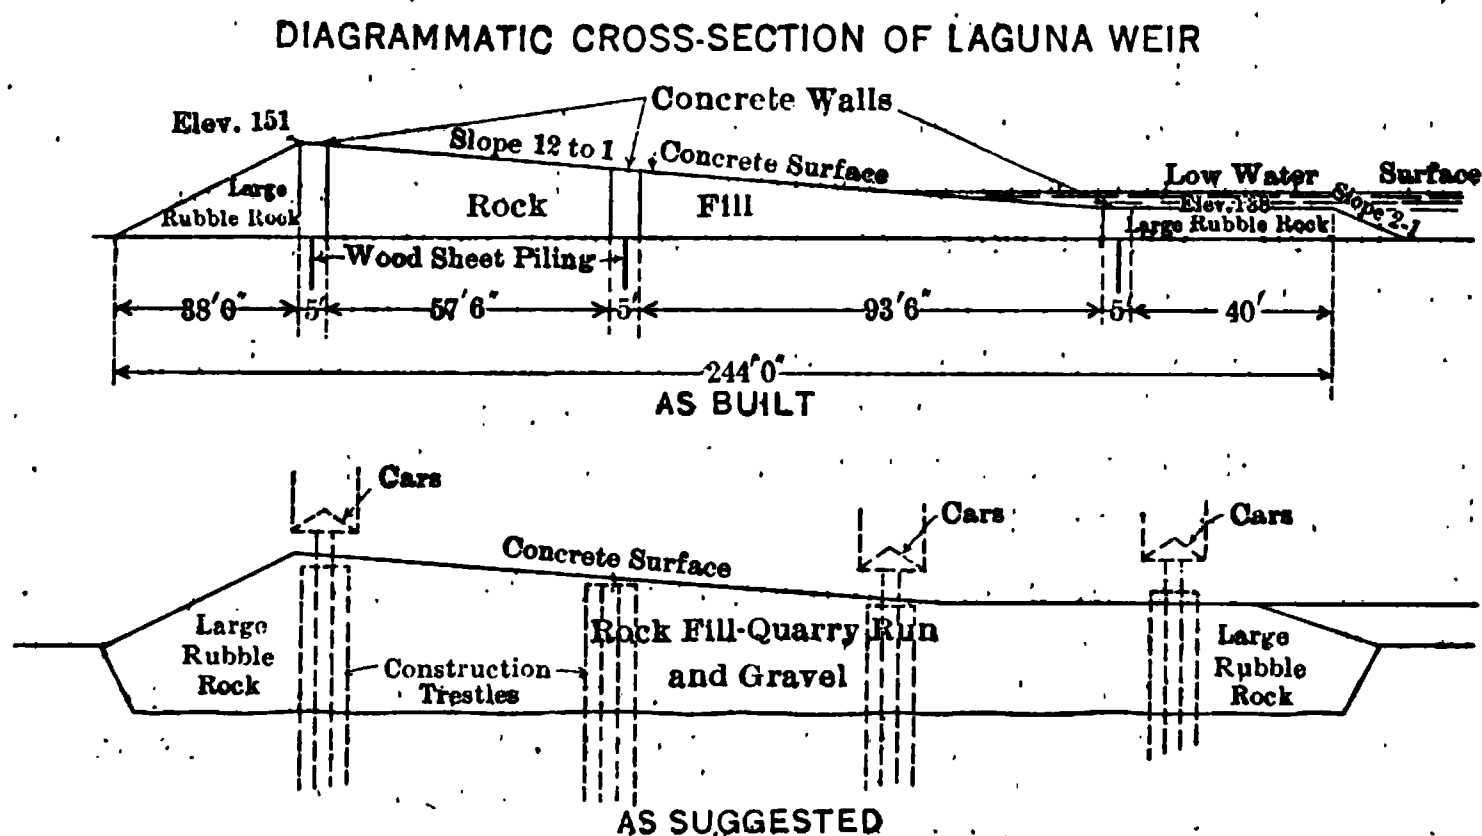 DIAGRAMMATIC CROSS-SECTION OF LAGUNA WEIR
Concrete Walls
Elev. 151
Slope 12 to 1
Concrete Surface
Low Water Surface
Large
Rubble Rock
Rock Fill
Elev. 138
Slope 2-1
Large Rubble Rock
Wood Sheet Piling
38'0" 5' 57'6" 5' 93'6" 5' 40'
244'0"
AS BUILT
Cars
Cars
Cars
Concrete Surface
Large
Rubble
Rock
Construction
Trestles
Rock Fill-Quarry Run
and Gravel
Large
Rubble
Rock
AS SUGGESTED